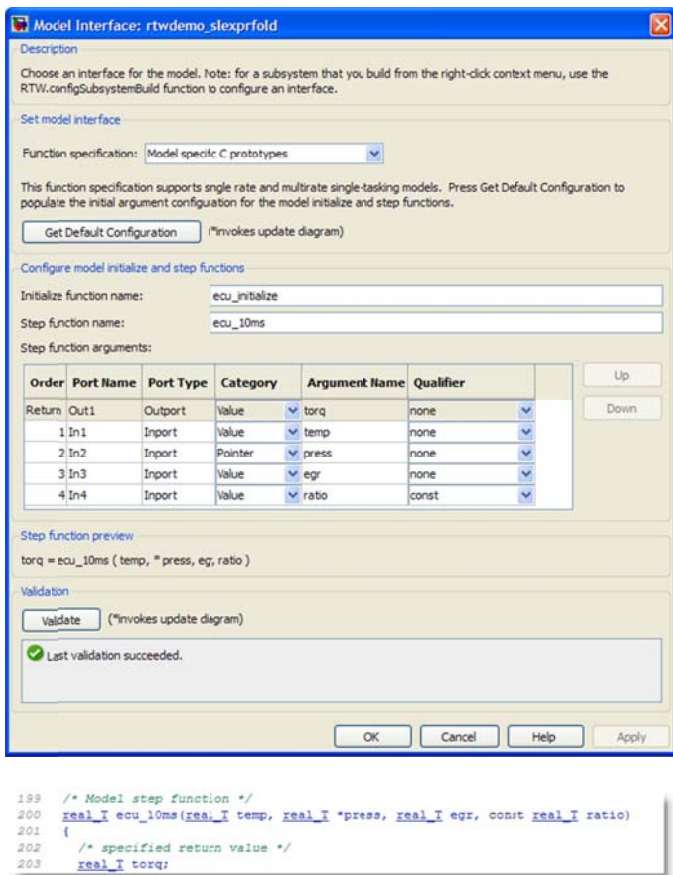 Model Interface: rtwdemo_slexprfold
Description
Choose an interface for the model. Note: for a subsystem that you build from the right-click context menu, use the
RTW.configSubsystemBuild function to configure an interface.
Set model interface
Function specification: Model specific C prototypes
This function specification supports single rate and multirate single-tasking models. Press Get Default Configuration to
populate the initial argument configuation for the model initialize and step functions.
Get Default Configuration (*invokes update diagram)
Configure model initialize and step functions
Initialize function name: ecu_initialize
Step function name: ecu_10ms
Step function arguments:
Order Port Name Port Type Category Argument Name Qualifier Up
Return Out1 Outport Value torq none Down
1 In1 Inport Value temp none
2 In2 Inport Pointer press none
3 In3 Inport Value egr none
4 In4 Inport Value ratio const
Step function preview
torq = ecu_10ms ( temp, * press, egr, ratio )
Validation
Validate (*invokes update diagram)
Last validation succeeded.
OK Cancel Help Apply
199 /* Model step function */
200 real_T ecu_10ms(real_T temp, real_T *press, real_T egr, const real_T ratio)
201 {
202 /* specified return value */
203 real_T torq;